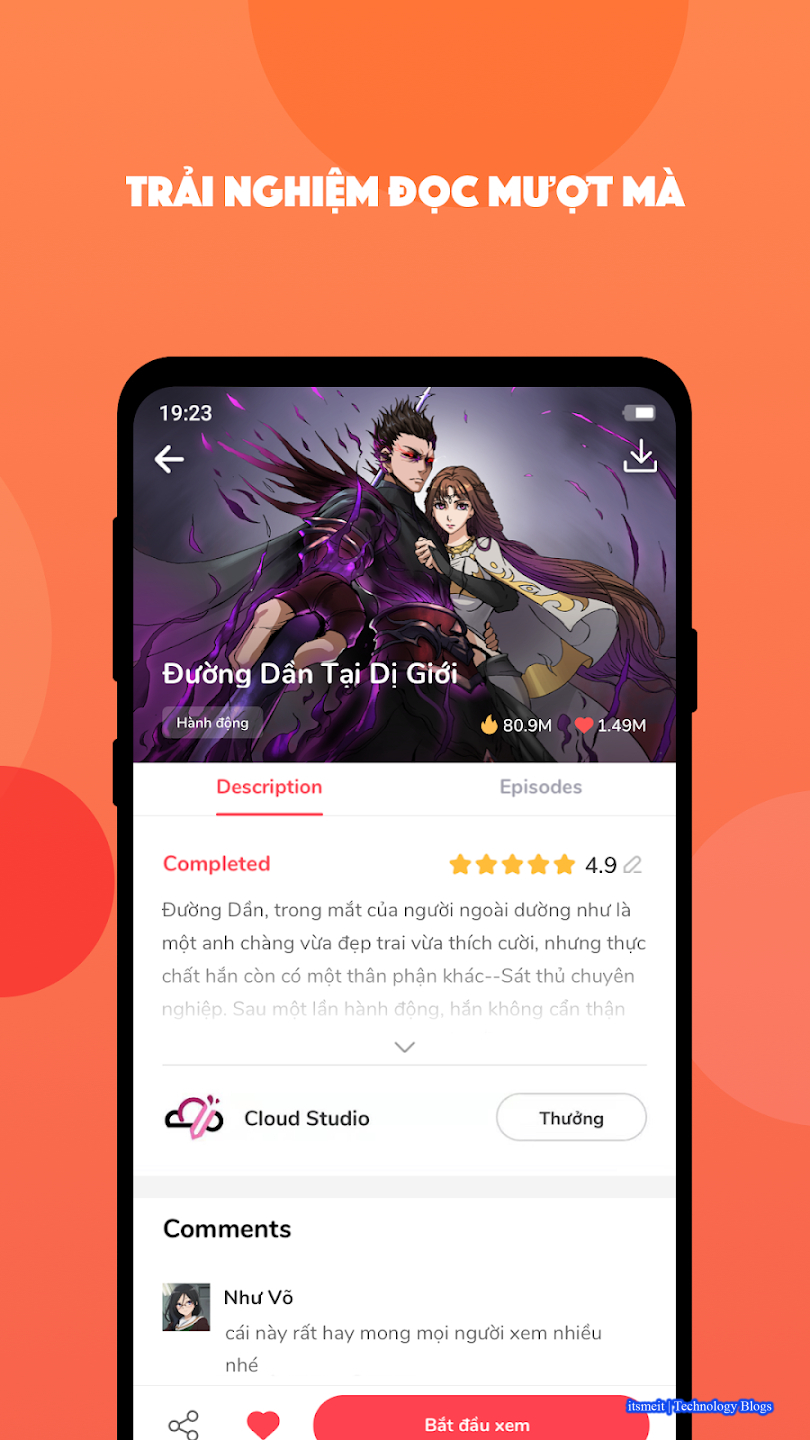 TRẢI NGHIỆM ĐỌC MƯỢT MÀ
19:23
Đường Dần Tại Dị Giới
Hành động
80.9M 1.49M
Description Episodes
Completed 4.9
Đường Dần, trong mắt của người ngoài dường như là
một anh chàng vừa đẹp trai vừa thích cười, nhưng thực
chất hắn còn có một thân phận khác--Sát thủ chuyên
nghiệp. Sau một lần hành động, hắn không cẩn thận
Cloud Studio Thưởng
Comments
Như Võ
cái này rất hay mong mọi người xem nhiều
nhé
itsmeit | Technology Blogs
Bắt đầu xem